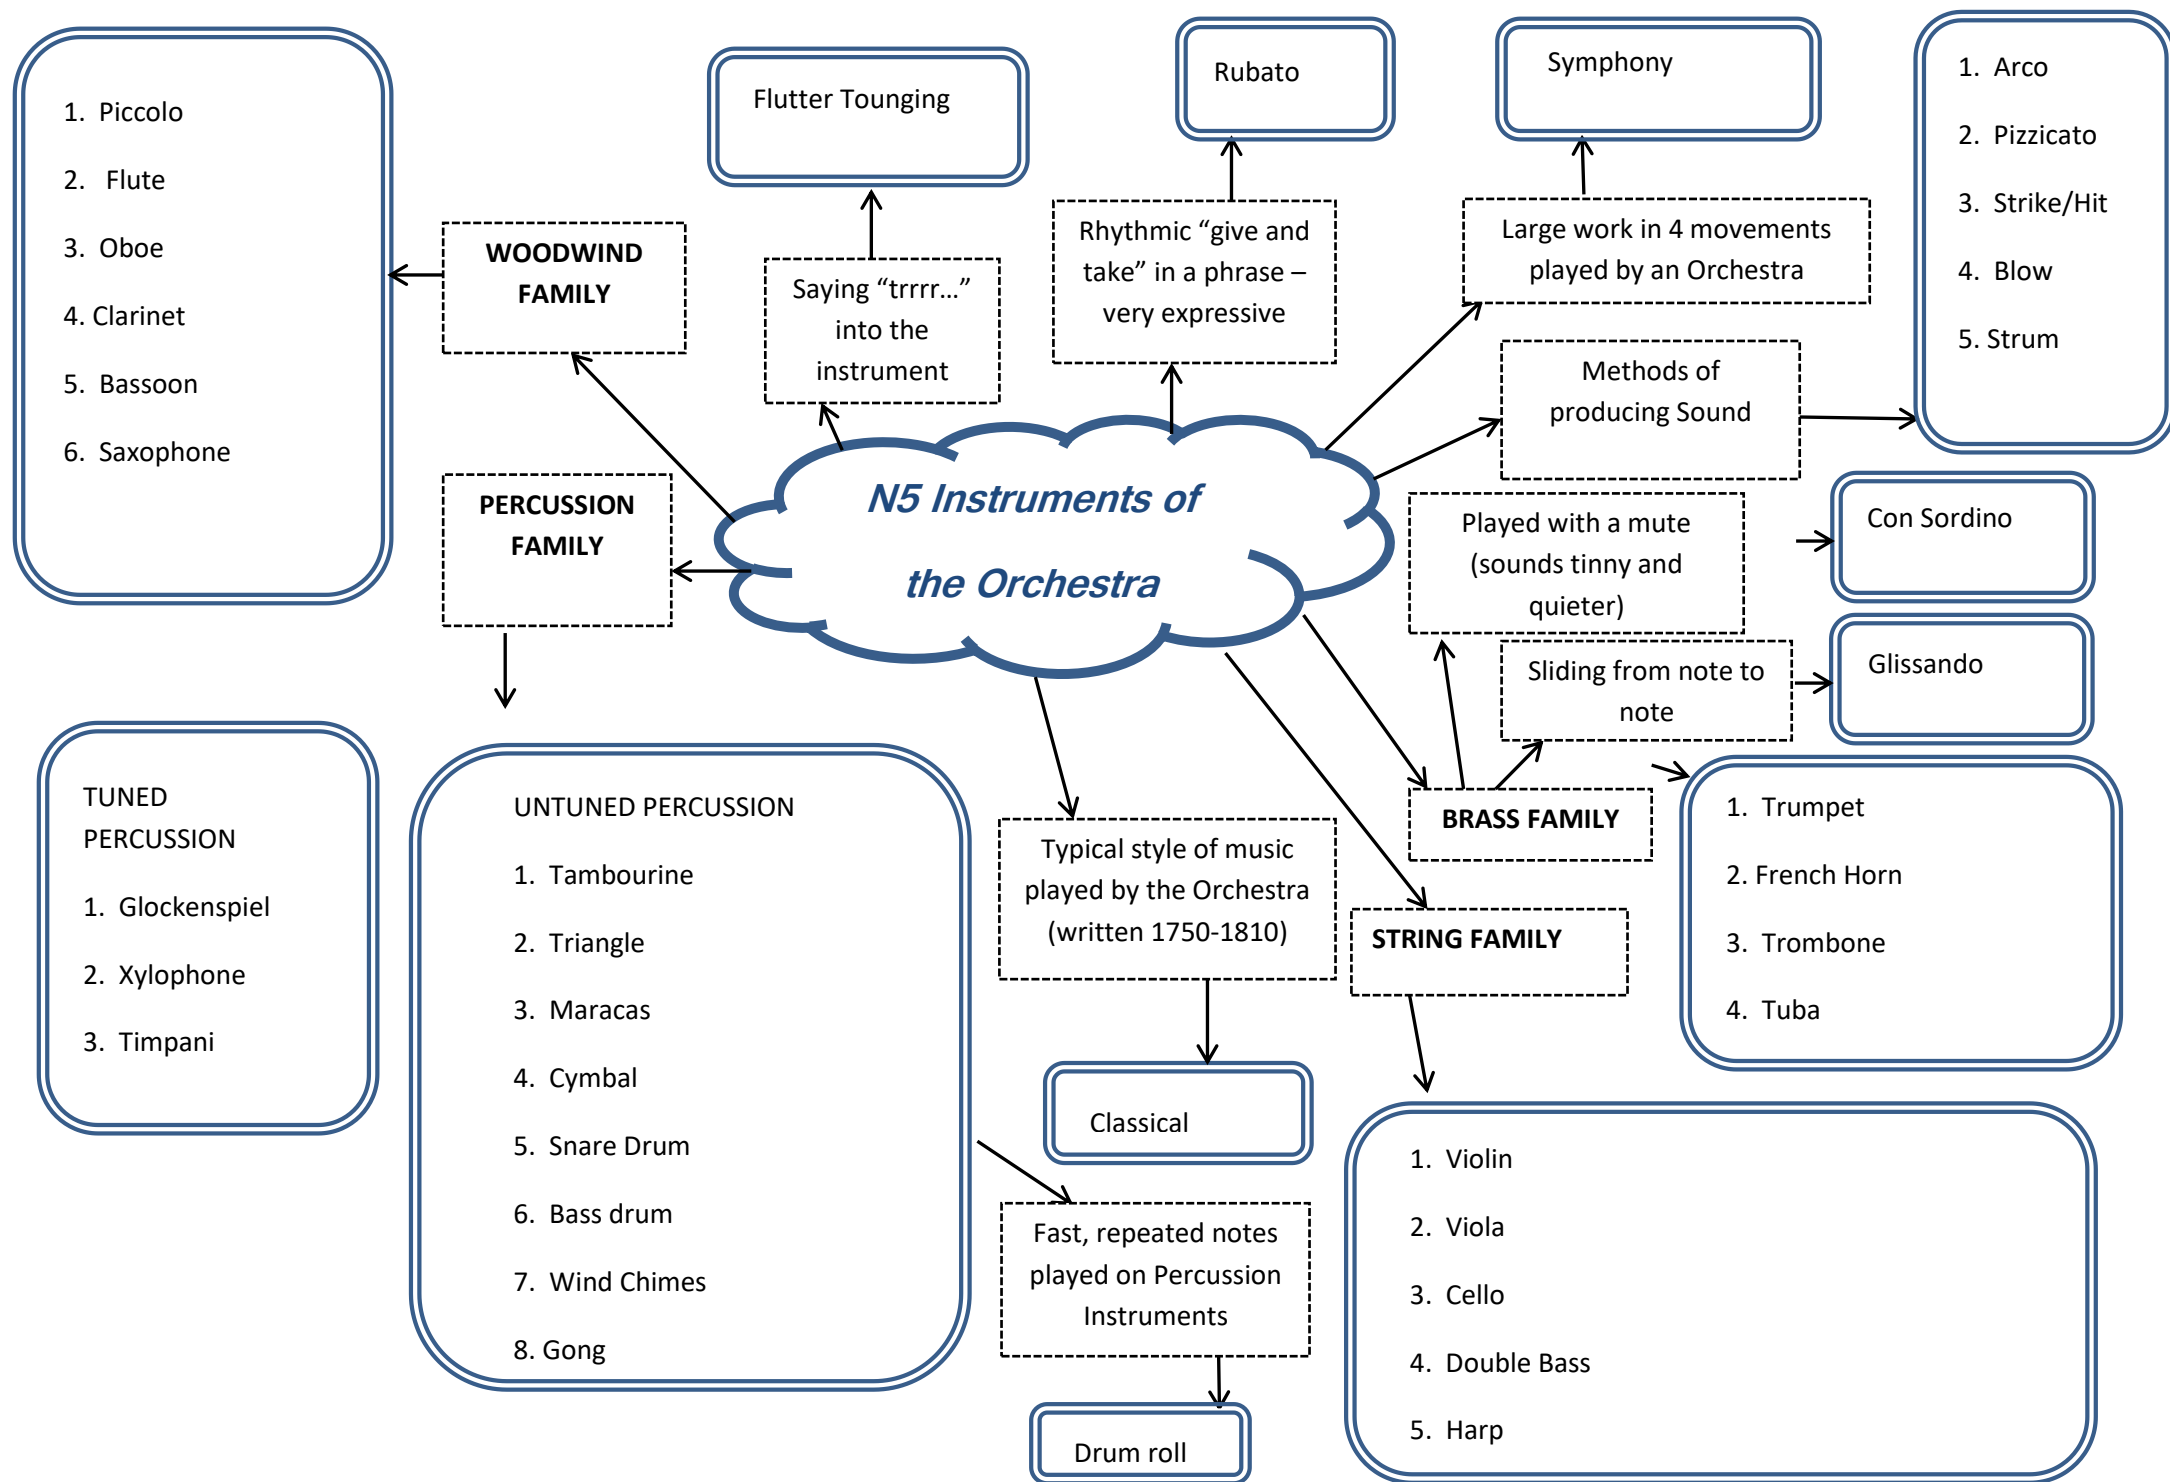 1. Piccolo
2. Flute
3. Oboe
4. Clarinet
5. Bassoon
6. Saxophone
WOODWIND
FAMILY
Flutter Tounging
Saying “trrrr…”
into the
instrument
Rubato
Rhythmic “give and
take” in a phrase –
very expressive
Symphony
Large work in 4 movements
played by an Orchestra
Methods of
producing Sound
1. Arco
2. Pizzicato
3. Strike/Hit
4. Blow
5. Strum
N5 Instruments of
the Orchestra
PERCUSSION
FAMILY
Played with a mute
(sounds tinny and
quieter)
Con Sordino
Sliding from note to
note
Glissando
TUNED
PERCUSSION
1. Glockenspiel
2. Xylophone
3. Timpani
UNTUNED PERCUSSION
1. Tambourine
2. Triangle
3. Maracas
4. Cymbal
5. Snare Drum
6. Bass drum
7. Wind Chimes
8. Gong
Typical style of music
played by the Orchestra
(written 1750-1810)
Classical
BRASS FAMILY
1. Trumpet
2. French Horn
3. Trombone
4. Tuba
STRING FAMILY
1. Violin
2. Viola
3. Cello
4. Double Bass
5. Harp
Fast, repeated notes
played on Percussion
Instruments
Drum roll